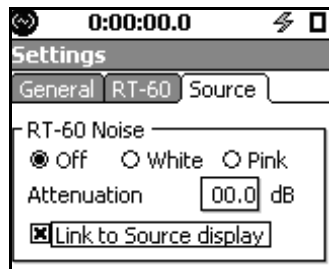 0:00:00.0
Settings
General RT-60 Source
RT-60 Noise
Off White Pink
Attenuation 00.0 dB
Link to Source display